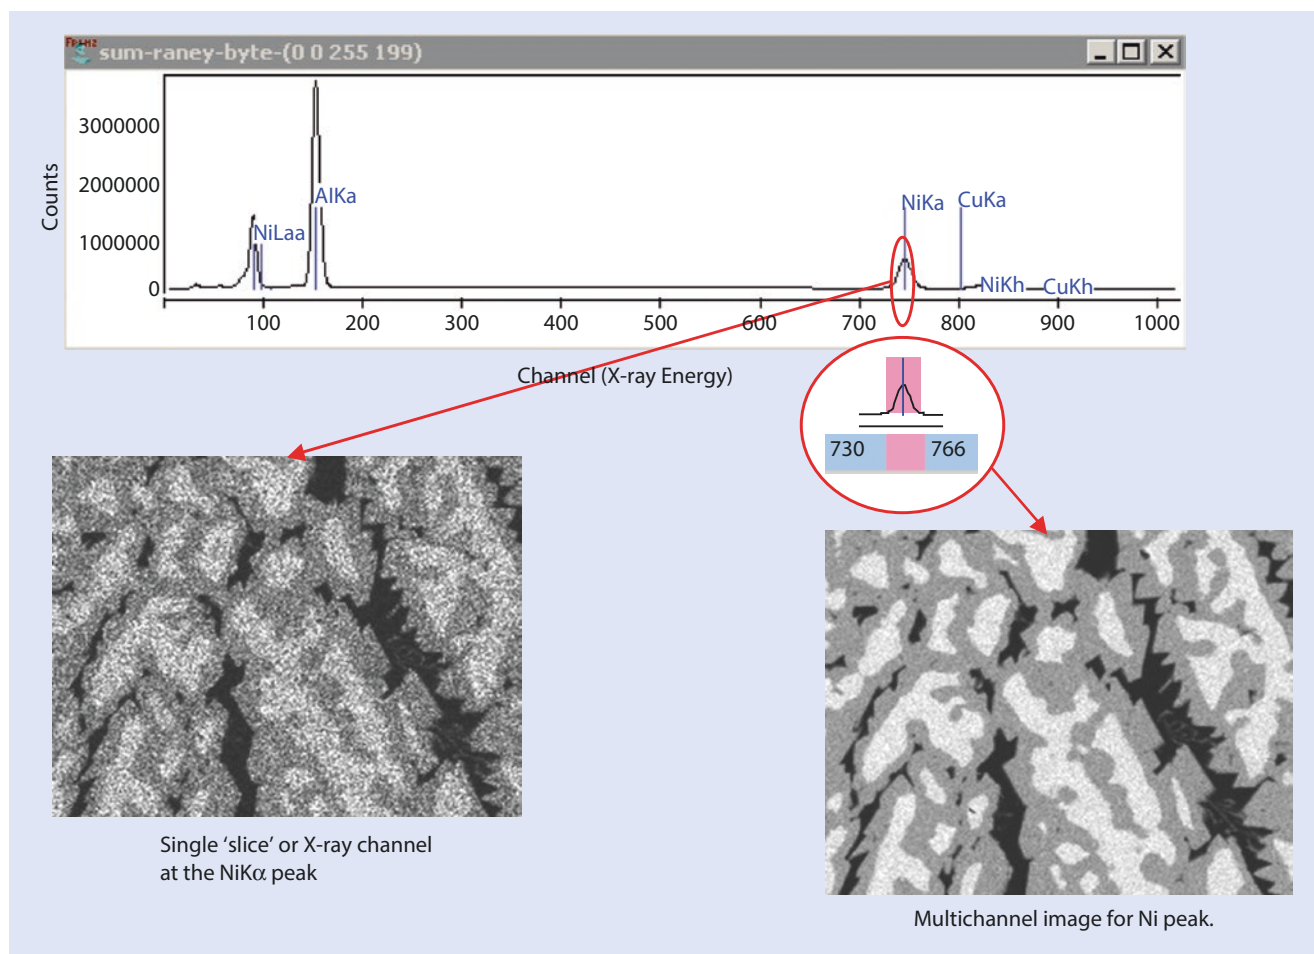 FRAMZ
sum-raney-byte-(0 0 255 199)
Counts
3000000
2000000
1000000
0
AlKa
NiLaa
NiKa
CuKa
NiKh
CuKh
100 200 300 400 500 600 700 800 900 1000
Channel (X-ray Energy)
730 766
Single ‘slice’ or X-ray channel
at the NiKα peak
Multichannel image for Ni peak.